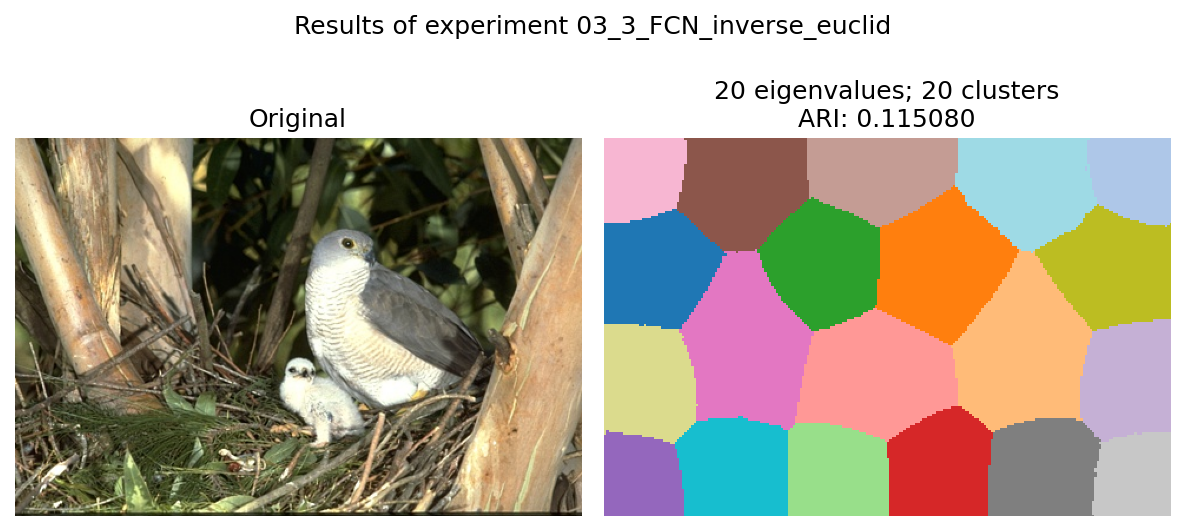 Results of experiment 03_3_FCN_inverse_euclid
Original
20 eigenvalues; 20 clusters
ARI: 0.115080